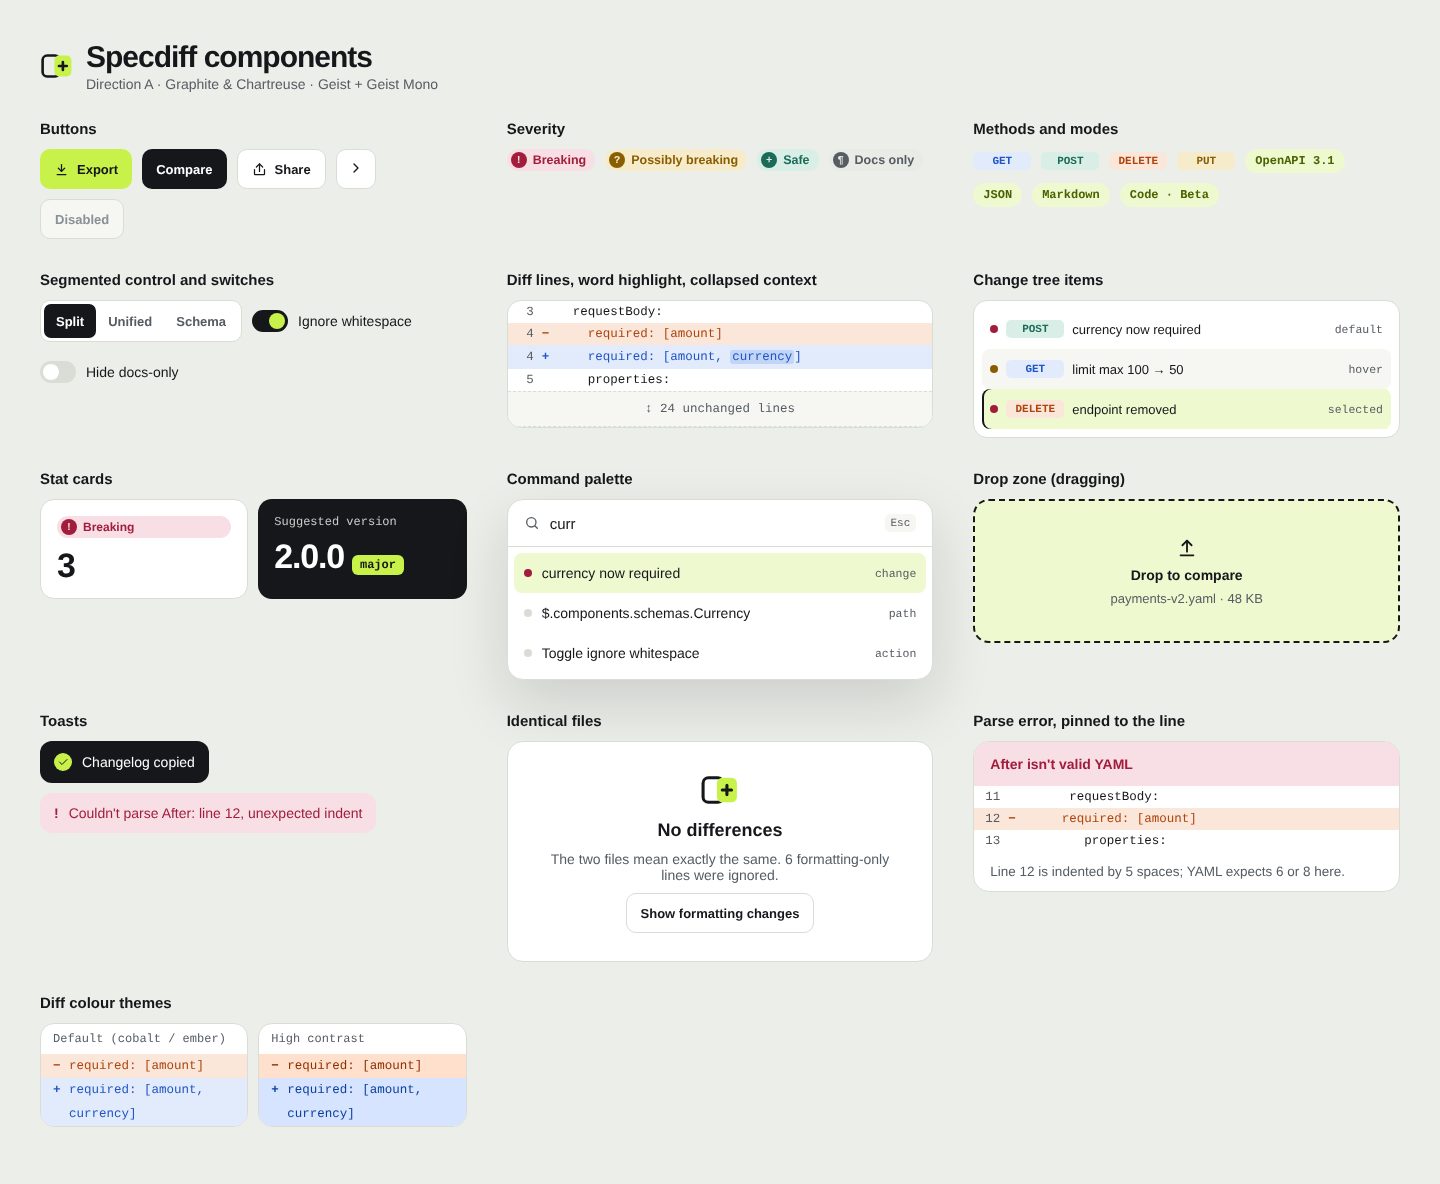 Specdiff components
Direction A · Graphite & Chartreuse · Geist + Geist Mono
Buttons
Export
Compare
Share
Disabled
Severity
! Breaking
? Possibly breaking
+ Safe
¶ Docs only
Methods and modes
GET
POST
DELETE
PUT
OpenAPI 3.1
JSON
Markdown
Code · Beta
Segmented control and switches
Split
Unified
Schema
Ignore whitespace
Hide docs-only
Diff lines, word highlight, collapsed context
3 requestBody:
4 − required: [amount]
4 + required: [amount, currency]
5 properties:
↕ 24 unchanged lines
Change tree items
POST currency now required default
GET limit max 100 → 50 hover
DELETE endpoint removed selected
Stat cards
! Breaking
3
Suggested version
2.0.0 major
Command palette
curr Esc
currency now required change
$.components.schemas.Currency path
Toggle ignore whitespace action
Drop zone (dragging)
Drop to compare
payments-v2.yaml · 48 KB
Toasts
Changelog copied
! Couldn't parse After: line 12, unexpected indent
Identical files
No differences
The two files mean exactly the same. 6 formatting-only
lines were ignored.
Show formatting changes
Parse error, pinned to the line
After isn't valid YAML
11 requestBody:
12 − required: [amount]
13 properties:
Line 12 is indented by 5 spaces; YAML expects 6 or 8 here.
Diff colour themes
Default (cobalt / ember)
− required: [amount]
+ required: [amount,
currency]
High contrast
− required: [amount]
+ required: [amount,
currency]